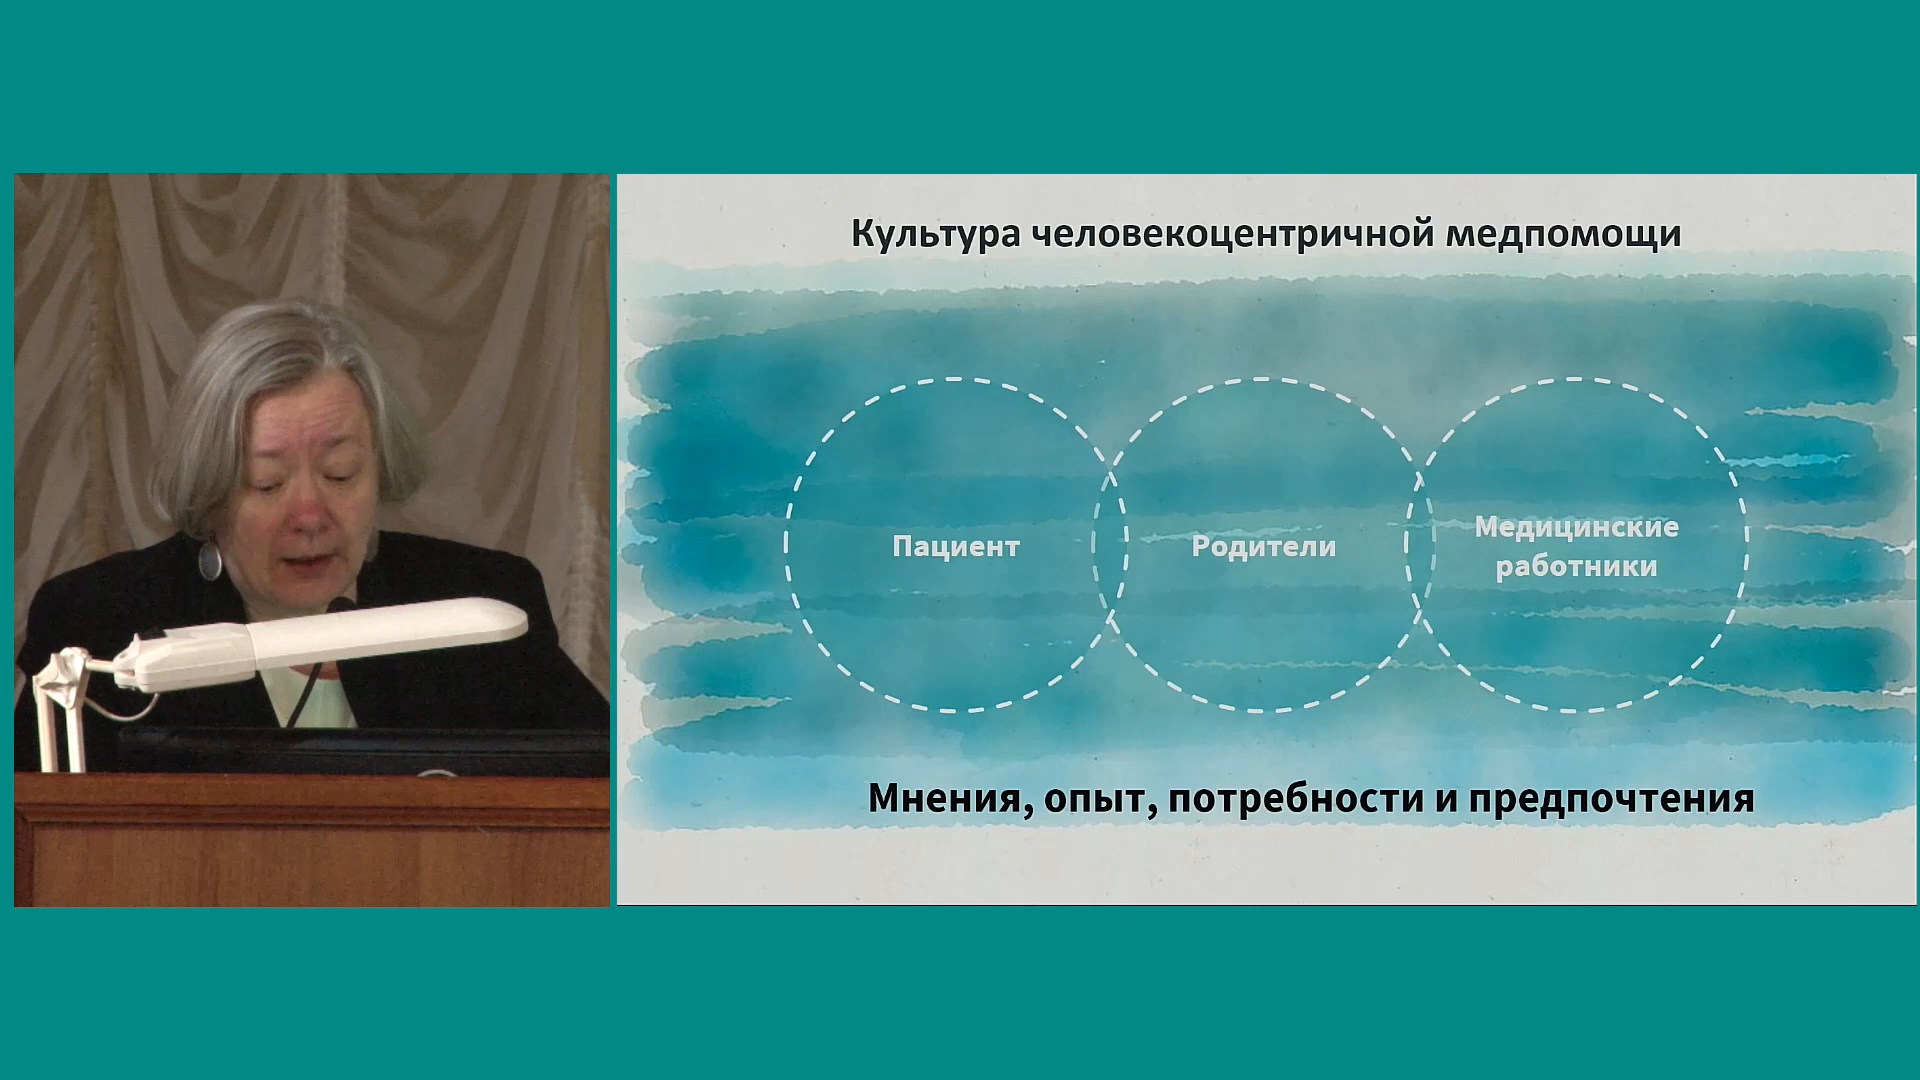 Культура человекоцентричной медпомощи
Пациент
Родители
Медицинские
работники
Мнения, опыт, потребности и предпочтения